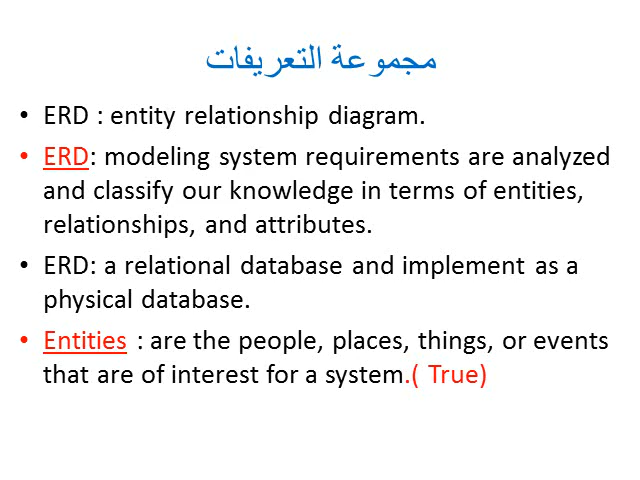 مجموعة التعريفات
• ERD : entity relationship diagram.
• ERD: modeling system requirements are analyzed
and classify our knowledge in terms of entities,
relationships, and attributes.
• ERD: a relational database and implement as a
physical database.
• Entities : are the people, places, things, or events
that are of interest for a system.( True)